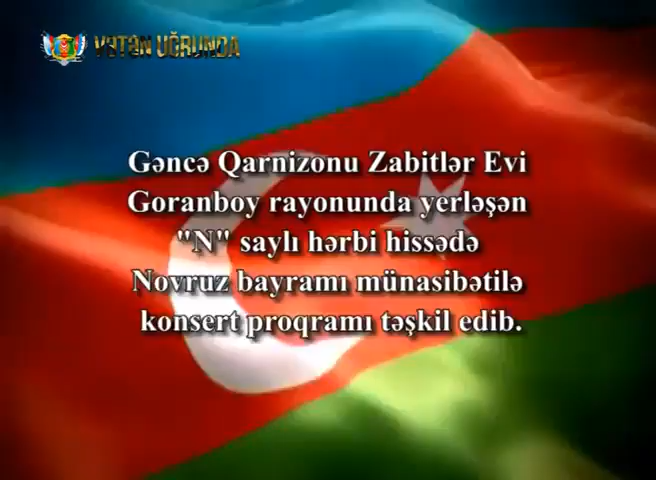 VƏTƏN UĞRUNDA
Gəncə Qarnizonu Zabitlər Evi
Goranboy rayonunda yerləşən
"N" saylı hərbi hissədə
Novruz bayramı münasibətilə
konsert proqramı təşkil edib.